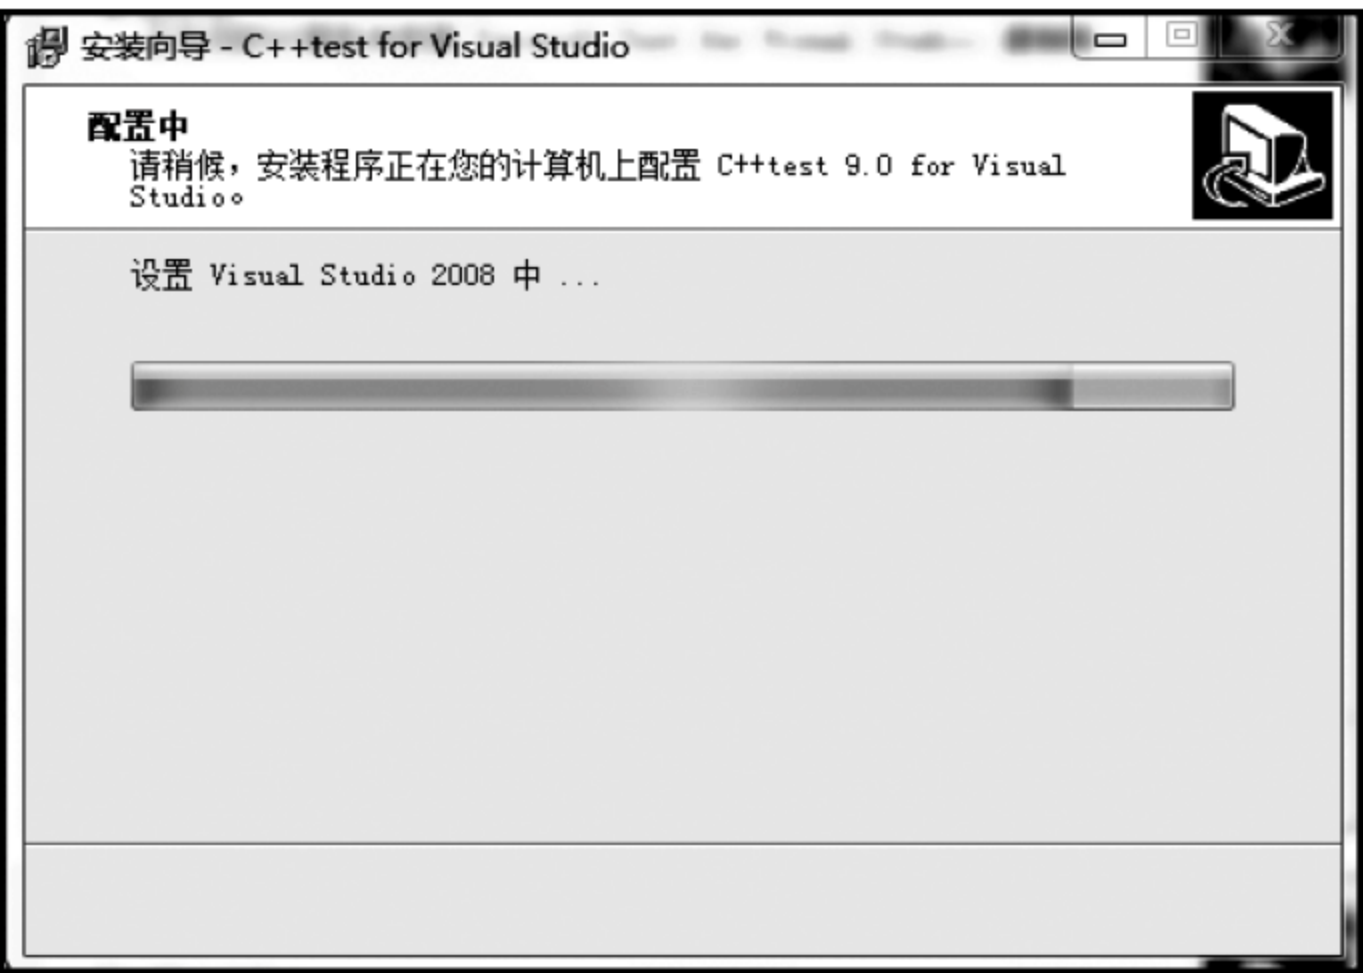 安装向导 - C++test for Visual Studio
配置中
请稍候，安装程序正在您的计算机上配置 C++test 9.0 for Visual
Studio。
设置 Visual Studio 2008 中 ...